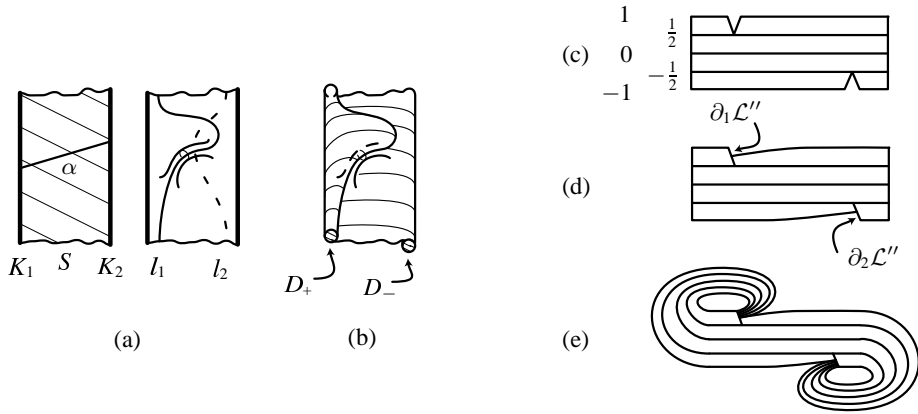 α
K₁ S K₂ l₁ l₂
D₊ D₋
(a) (b)
(c) 1 0 −1 ½ −½
∂₁ℒ″
(d)
∂₂ℒ″
(e)